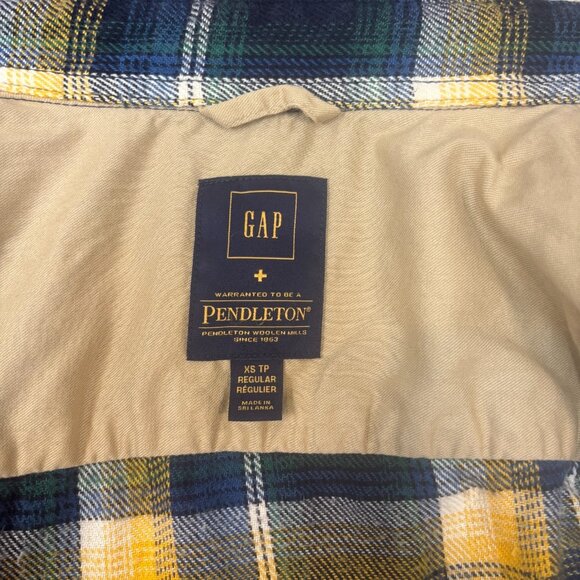 GAP
+
WARRANTED TO BE A
PENDLETON®
PENDLETON WOOLEN MILLS
SINCE 1863
XS TP
REGULAR
RÉGULIER
MADE IN
SRI LANKA